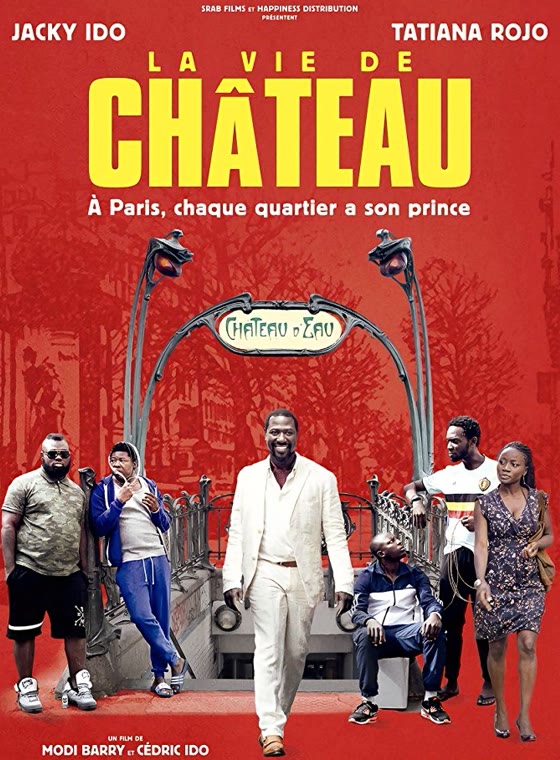 SRAB FILMS ET HAPPINESS DISTRIBUTION
PRÉSENTENT
JACKY IDO
TATIANA ROJO
LA VIE DE
CHÂTEAU
À Paris, chaque quartier a son prince
CHATEAU D'EAU
UN FILM DE
MODI BARRY ET CÉDRIC IDO